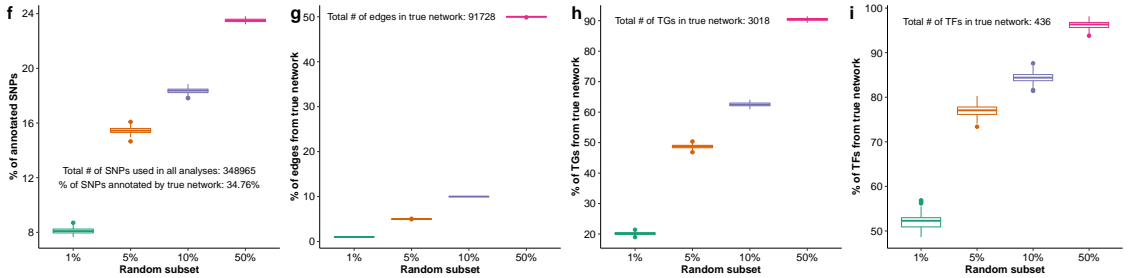 f
% of annotated SNPs
24
20
16
12
8
Total # of SNPs used in all analyses: 348965
% of SNPs annotated by true network: 34.76%
1% 5% 10% 50%
Random subset
g
Total # of edges in true network: 91728
% of edges from true network
50
40
30
20
10
0
1% 5% 10% 50%
Random subset
h
Total # of TGs in true network: 3018
% of TGs from true network
90
80
70
60
50
40
30
20
1% 5% 10% 50%
Random subset
i
Total # of TFs in true network: 436
% of TFs from true network
100
90
80
70
60
50
1% 5% 10% 50%
Random subset